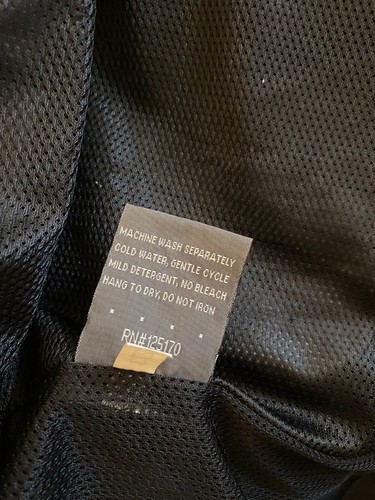 MACHINE WASH SEPARATELY
COLD WATER, GENTLE CYCLE
MILD DETERGENT, NO BLEACH
HANG TO DRY, DO NOT IRON
RN#125170